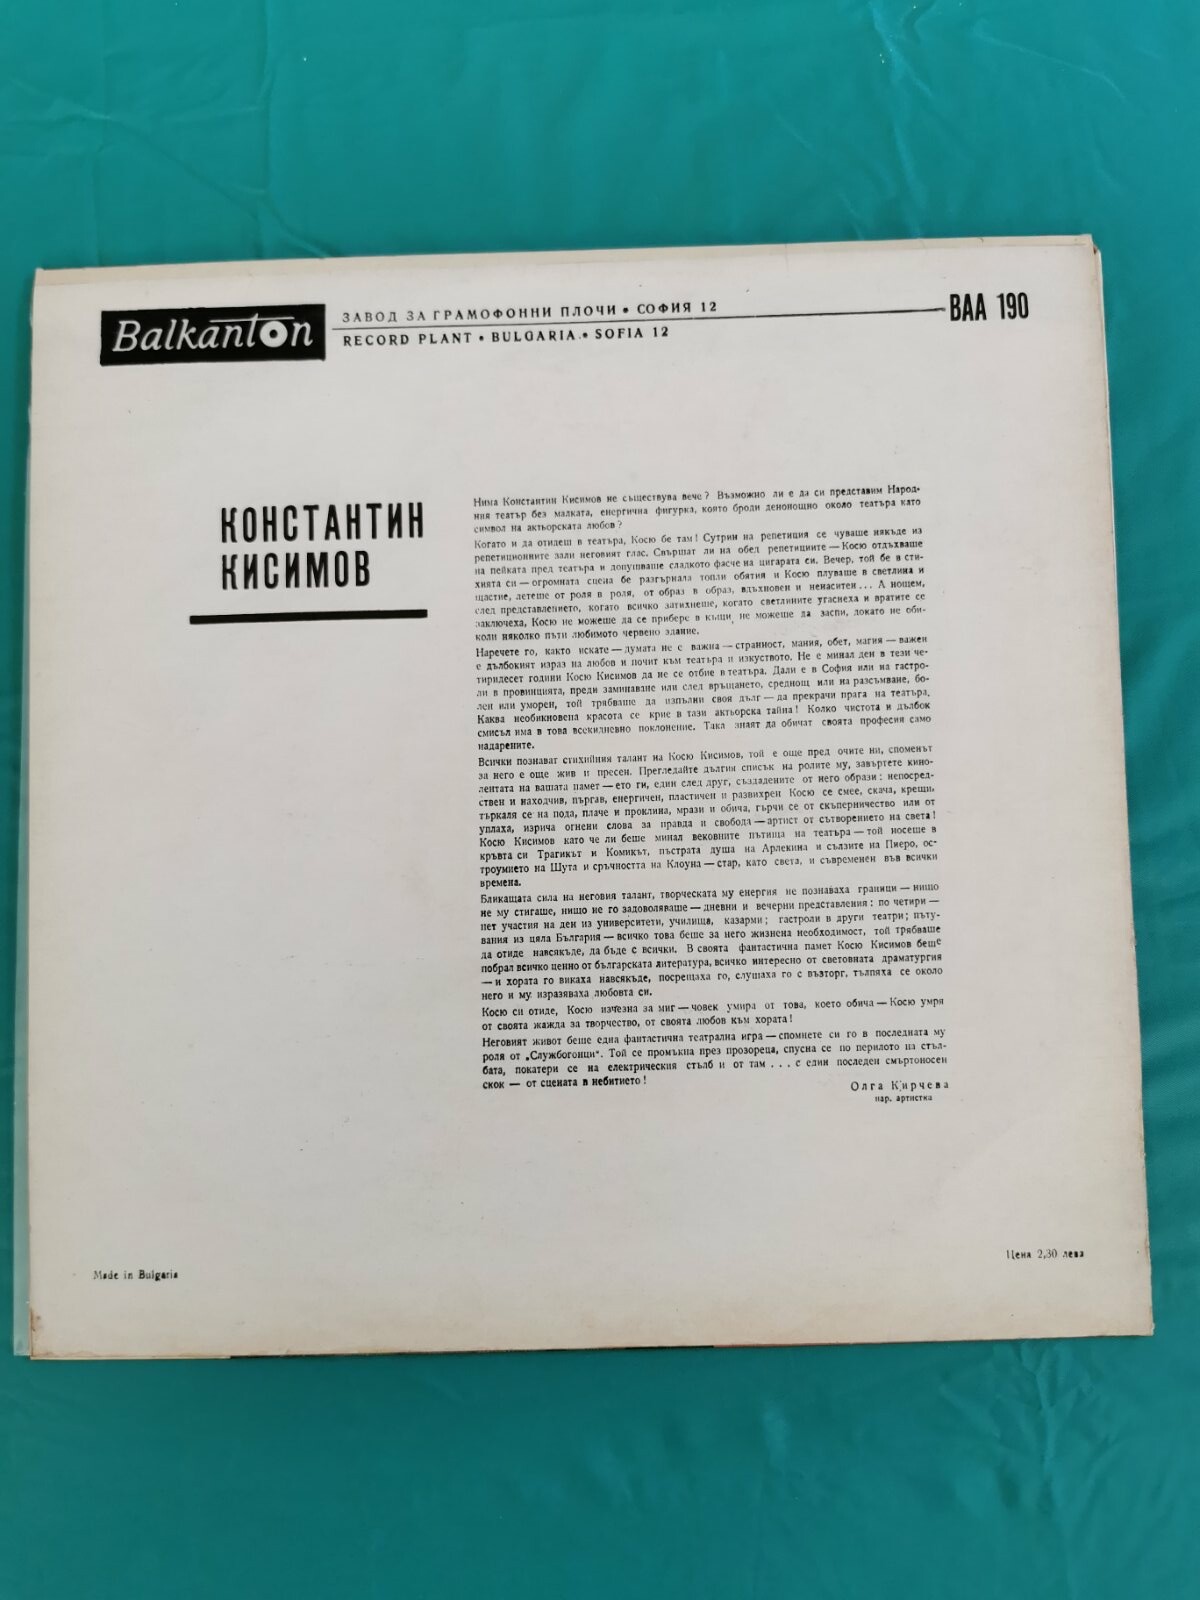 Balkanton
ЗАВОД ЗА ГРАМОФОННИ ПЛОЧИ • СОФИЯ 12
RECORD PLANT • BULGARIA • SOFIA 12
ВАА 190
КОНСТАНТИН
КИСИМОВ
Нима Константин Кисимов не съществува вече? Възможно ли е да си представим Народ-
ния театър без малката, енергична фигурка, която броди денонощно около театъра като
символ на актьорската любов?
Когато и да отидеш в театъра, Косю бе там! Сутрин на репетиция се чуваше някъде из
репетиционните зали неговият глас. Свършат ли на обед репетициите — Косю отдъхваше
на пейката пред театъра и допушваше сладкото фасче на цигарата си. Вечер, той бе в сти-
хията си — огромната сцена бе разгърнала топли обятия и Косю плуваше в светлина и
щастие, летеше от роля в роля, от образ в образ, вдъхновен и ненаситен... А нощем,
след представлението, когато всичко затихнеше, когато светлините угаснеха и вратите се
заключеха, Косю не можеше да се прибере в къщи, не можеше да заспи, докато не оби-
коли няколко пъти любимото червено здание.
Наречете го, както искате — думата не е важна — странност, мания, обет, магия — важен
е дълбокият израз на любов и почит към театъра и изкуството. Не е минал ден в тези че-
тиридесет години Косю Кисимов да не се отбие в театъра. Дали е в София или на гастро-
ли в провинцията, преди заминаване или след връщането, среднощ или на разсъмване, бо-
лен или уморен, той трябваше да изпълни своя дълг — да прекрачи прага на театъра.
Каква необикновена красота се крие в тази актьорска тайна! Колко чистота и дълбок
смисъл има в това всекидневно поклонение. Така знаят да обичат своята професия само
надарените.
Всички познават стихийния талант на Косю Кисимов, той е още пред очите ни, споменът
за него е още жив и пресен. Прегледайте дългия списък на ролите му, завъртете кино-
лентата на вашата памет — ето ги, един след друг, създадените от него образи: непосред-
ствен и находчив, пъргав, енергичен, пластичен и развихрен Косю се смее, скача, крещи,
търкаля се на пода, плаче и проклина, мрази и обича, гърчи се от скъперничество или от
уплаха, изрича огнени слова за правда и свобода — артист от сътворението на света!
Косю Кисимов като че ли беше минал вековните пътища на театъра — той носеше в
кръвта си Трагикът и Комикът, пъстрата душа на Арлекина и сълзите на Пиеро, ос-
троумието на Шута и сръчността на Клоуна — стар, като света, и съвременен във всички
времена.
Бликащата сила на неговия талант, творческата му енергия не познаваха граници — нищо
не му стигаше, нищо не го задоволяваше — дневни и вечерни представления: по четири —
пет участия на ден из университети, училища, казарми; гастроли в други театри; пъту-
вания из цяла България — всичко това беше за него жизнена необходимост, той трябваше
да отиде навсякъде, да бъде с всички. В своята фантастична памет Косю Кисимов беше
побрал всичко ценно от българската литература, всичко интересно от световната драматургия
— и хората го викаха навсякъде, посрещаха го, слушаха го с възторг, тълпяха се около
него и му изразяваха любовта си.
Косю си отиде, Косю изчезна за миг — човек умира от това, което обича — Косю умря
от своята жажда за творчество, от своята любов към хората!
Неговият живот беше една фантастична театрална игра — спомнете си го в последната му
роля от „Службогонци“. Той се промъкна през прозореца, спусна се по перилото на стъл-
бата, покатери се на електрическия стълб и от там... с един последен смъртоносен
скок — от сцената в небитието!
Олга Кирчева
нар. артистка
Цена 2,30 лева
Made in Bulgaria